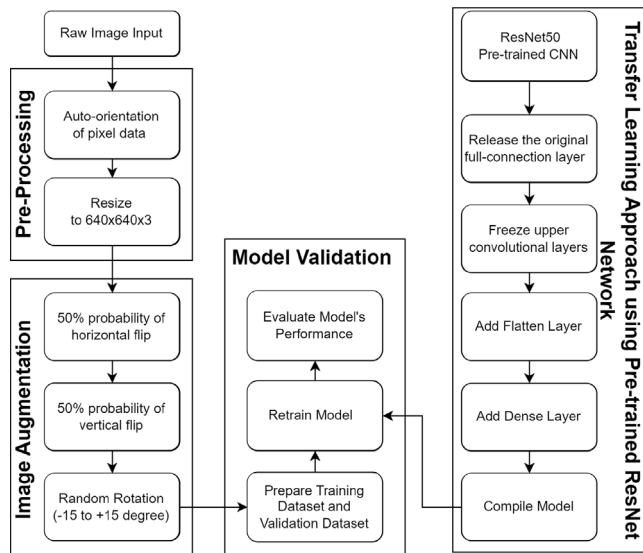 Raw Image Input
Pre-Processing
Auto-orientation
of pixel data
Resize
to 640x640x3
Image Augmentation
50% probability of
horizontal flip
50% probability of
vertical flip
Random Rotation
(-15 to +15 degree)
Model Validation
Evaluate Model's
Performance
Retrain Model
Prepare Training
Dataset and
Validation Dataset
Transfer Learning Approach using Pre-trained ResNet
Network
ResNet50
Pre-trained CNN
Release the original
full-connection layer
Freeze upper
convolutional layers
Add Flatten Layer
Add Dense Layer
Compile Model